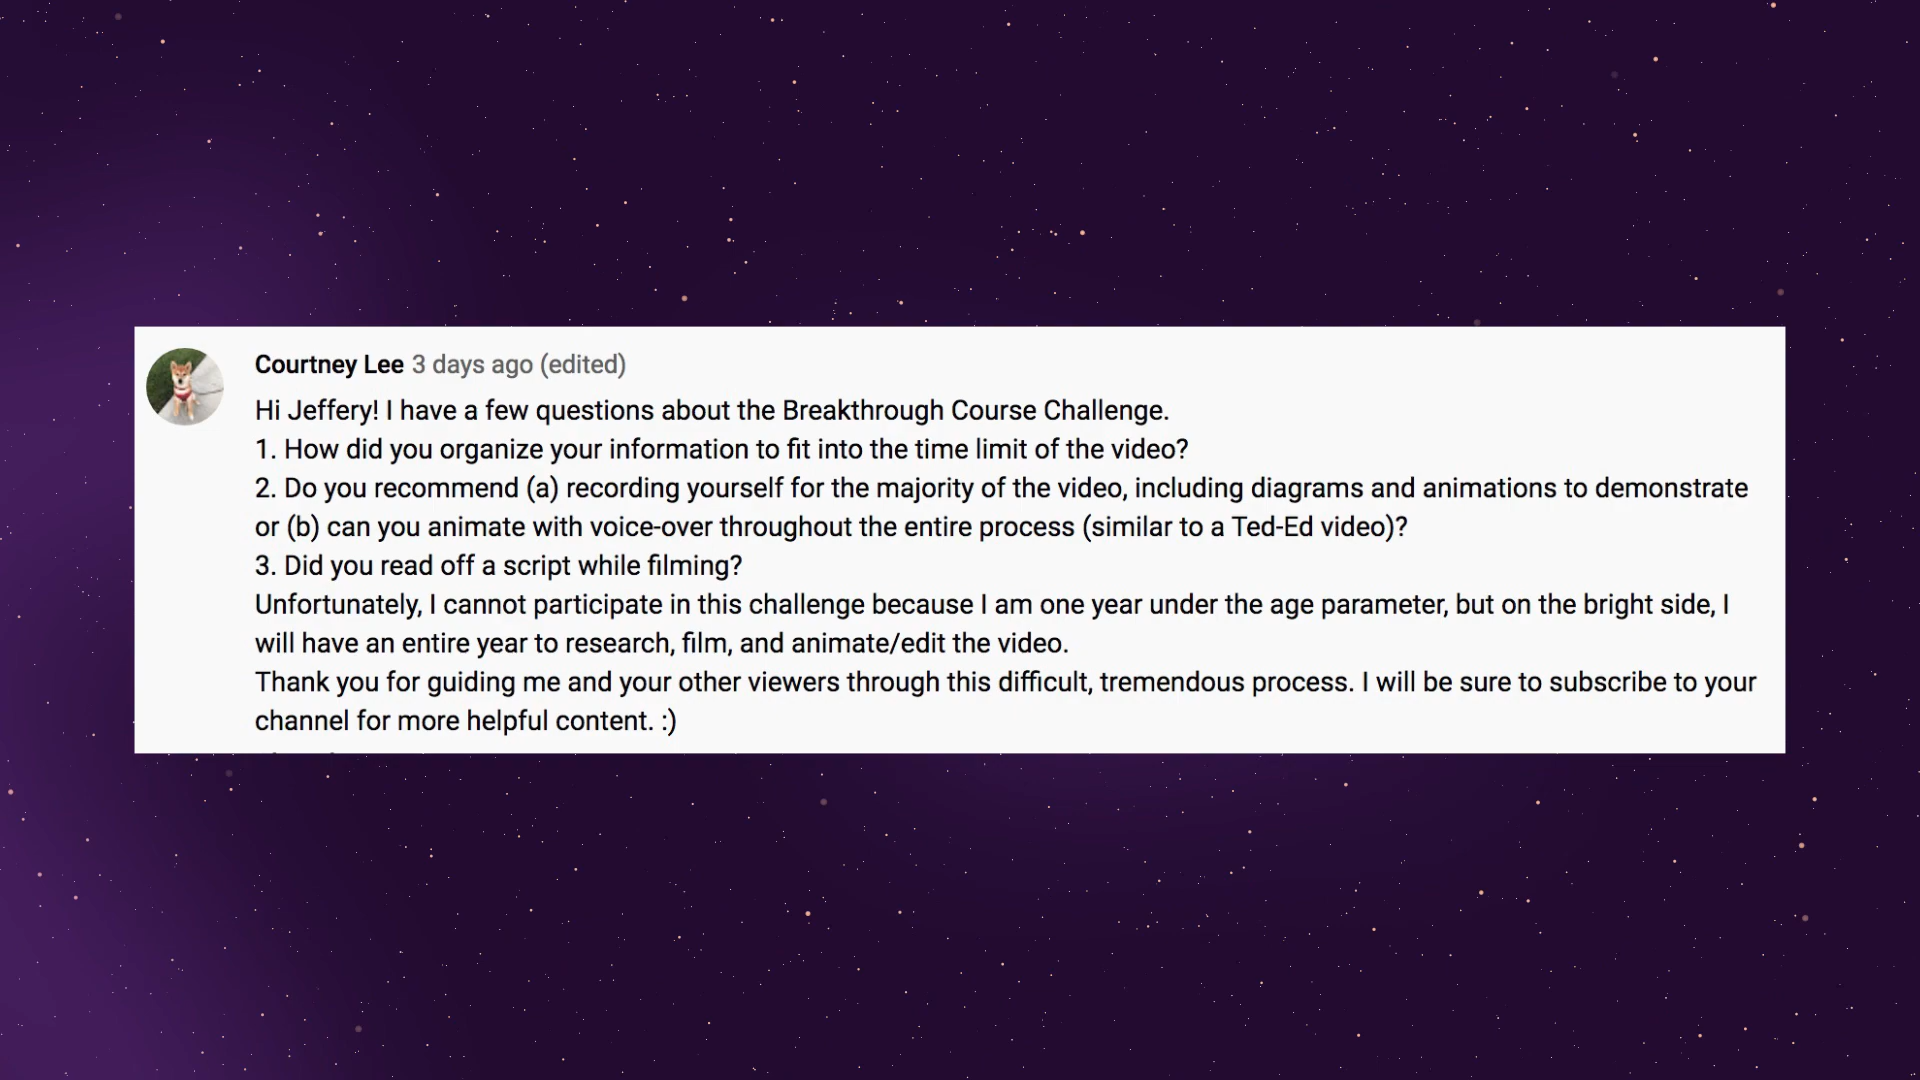 Courtney Lee 3 days ago (edited)
Hi Jeffery! I have a few questions about the Breakthrough Course Challenge.
1. How did you organize your information to fit into the time limit of the video?
2. Do you recommend (a) recording yourself for the majority of the video, including diagrams and animations to demonstrate
or (b) can you animate with voice-over throughout the entire process (similar to a Ted-Ed video)?
3. Did you read off a script while filming?
Unfortunately, I cannot participate in this challenge because I am one year under the age parameter, but on the bright side, I
will have an entire year to research, film, and animate/edit the video.
Thank you for guiding me and your other viewers through this difficult, tremendous process. I will be sure to subscribe to your
channel for more helpful content. :)